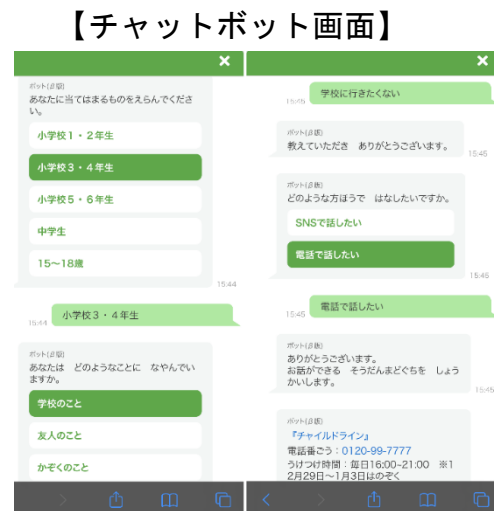 【チャットボット画面】
×
ボット(β版)
あなたに当てはまるものをえらんでくださ
い。
小学校1・2年生
小学校3・4年生
小学校5・6年生
中学生
15～18歳
15:44
15:44
小学校3・4年生
ボット(β版)
あなたは どのようなことに なやんでい
ますか。
学校のこと
友人のこと
かぞくのこと
×
15:45
学校に行きたくない
ボット(β版)
教えていただき ありがとうございます。
15:45
ボット(β版)
どのような方ほうで はなしたいですか。
SNSで話したい
電話で話したい
15:45
15:45
電話で話したい
ボット(β版)
ありがとうございます。
お話ができる そうだんまどぐちを しょう
かいします。
15:45
ボット(β版)
『チャイルドライン』
電話番ごう：0120-99-7777
うけつけ時間：毎日16:00~21:00 ※1
2月29日～1月3日はのぞく